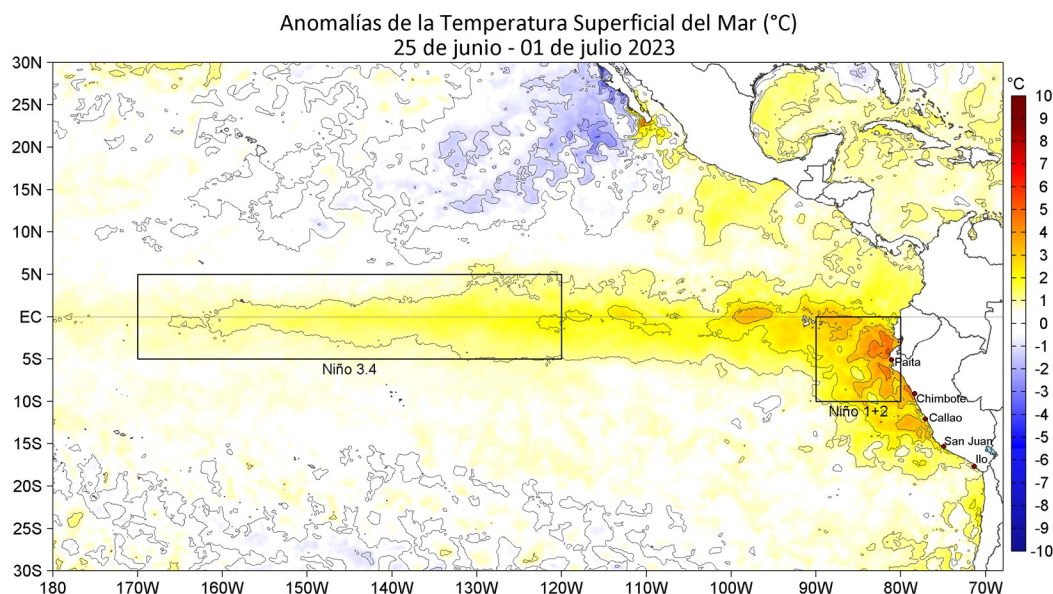 Anomalías de la Temperatura Superficial del Mar (°C)
25 de junio - 01 de julio 2023
30N
25N
20N
15N
10N
5N
EC
5S
10S
15S
20S
25S
30S
180
170W
160W
150W
140W
130W
120W
110W
100W
90W
80W
70W
Niño 3.4
Niño 1+2
Paita
Chimbote
Callao
San Juan
Ilo
°C
10
9
8
7
6
5
4
3
2
1
0
-1
-2
-3
-4
-5
-6
-7
-8
-9
-10